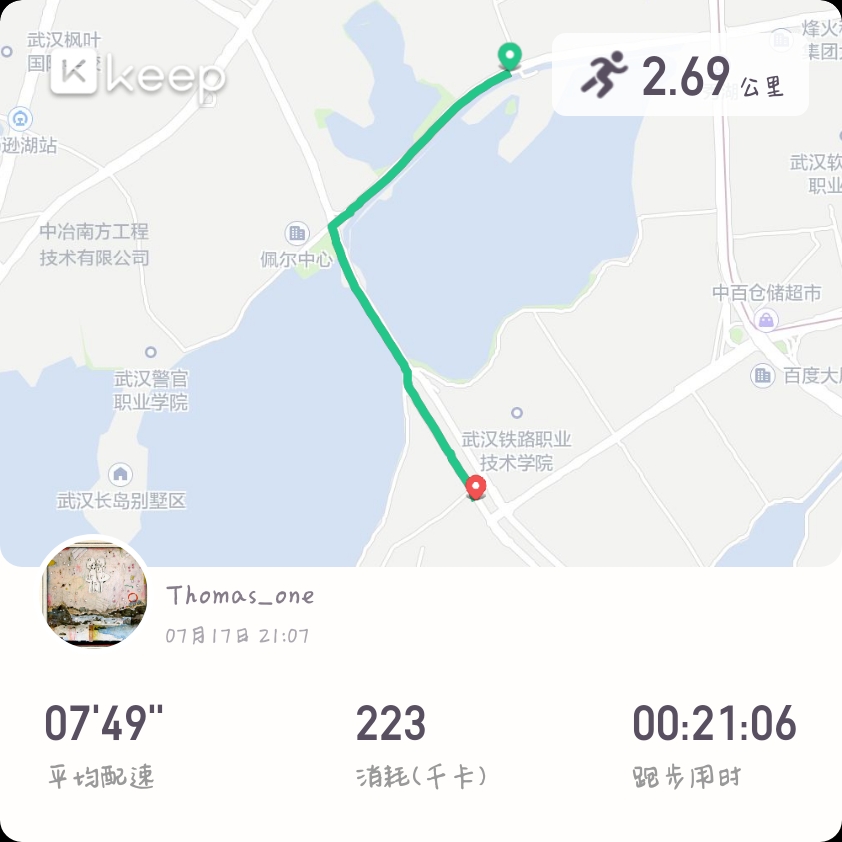 武汉枫叶
国际
keep
2.69 公里
烽火
集团
逊湖站
武汉软
职业
中冶南方工程
技术有限公司
佩尔中心
中百仓储超市
武汉警官
职业学院
百度大
武汉铁路职业
技术学院
武汉长岛别墅区
Thomas_one
07月17日 21:07
07'49" 223 00:21:06
平均配速 消耗(千卡) 跑步用时